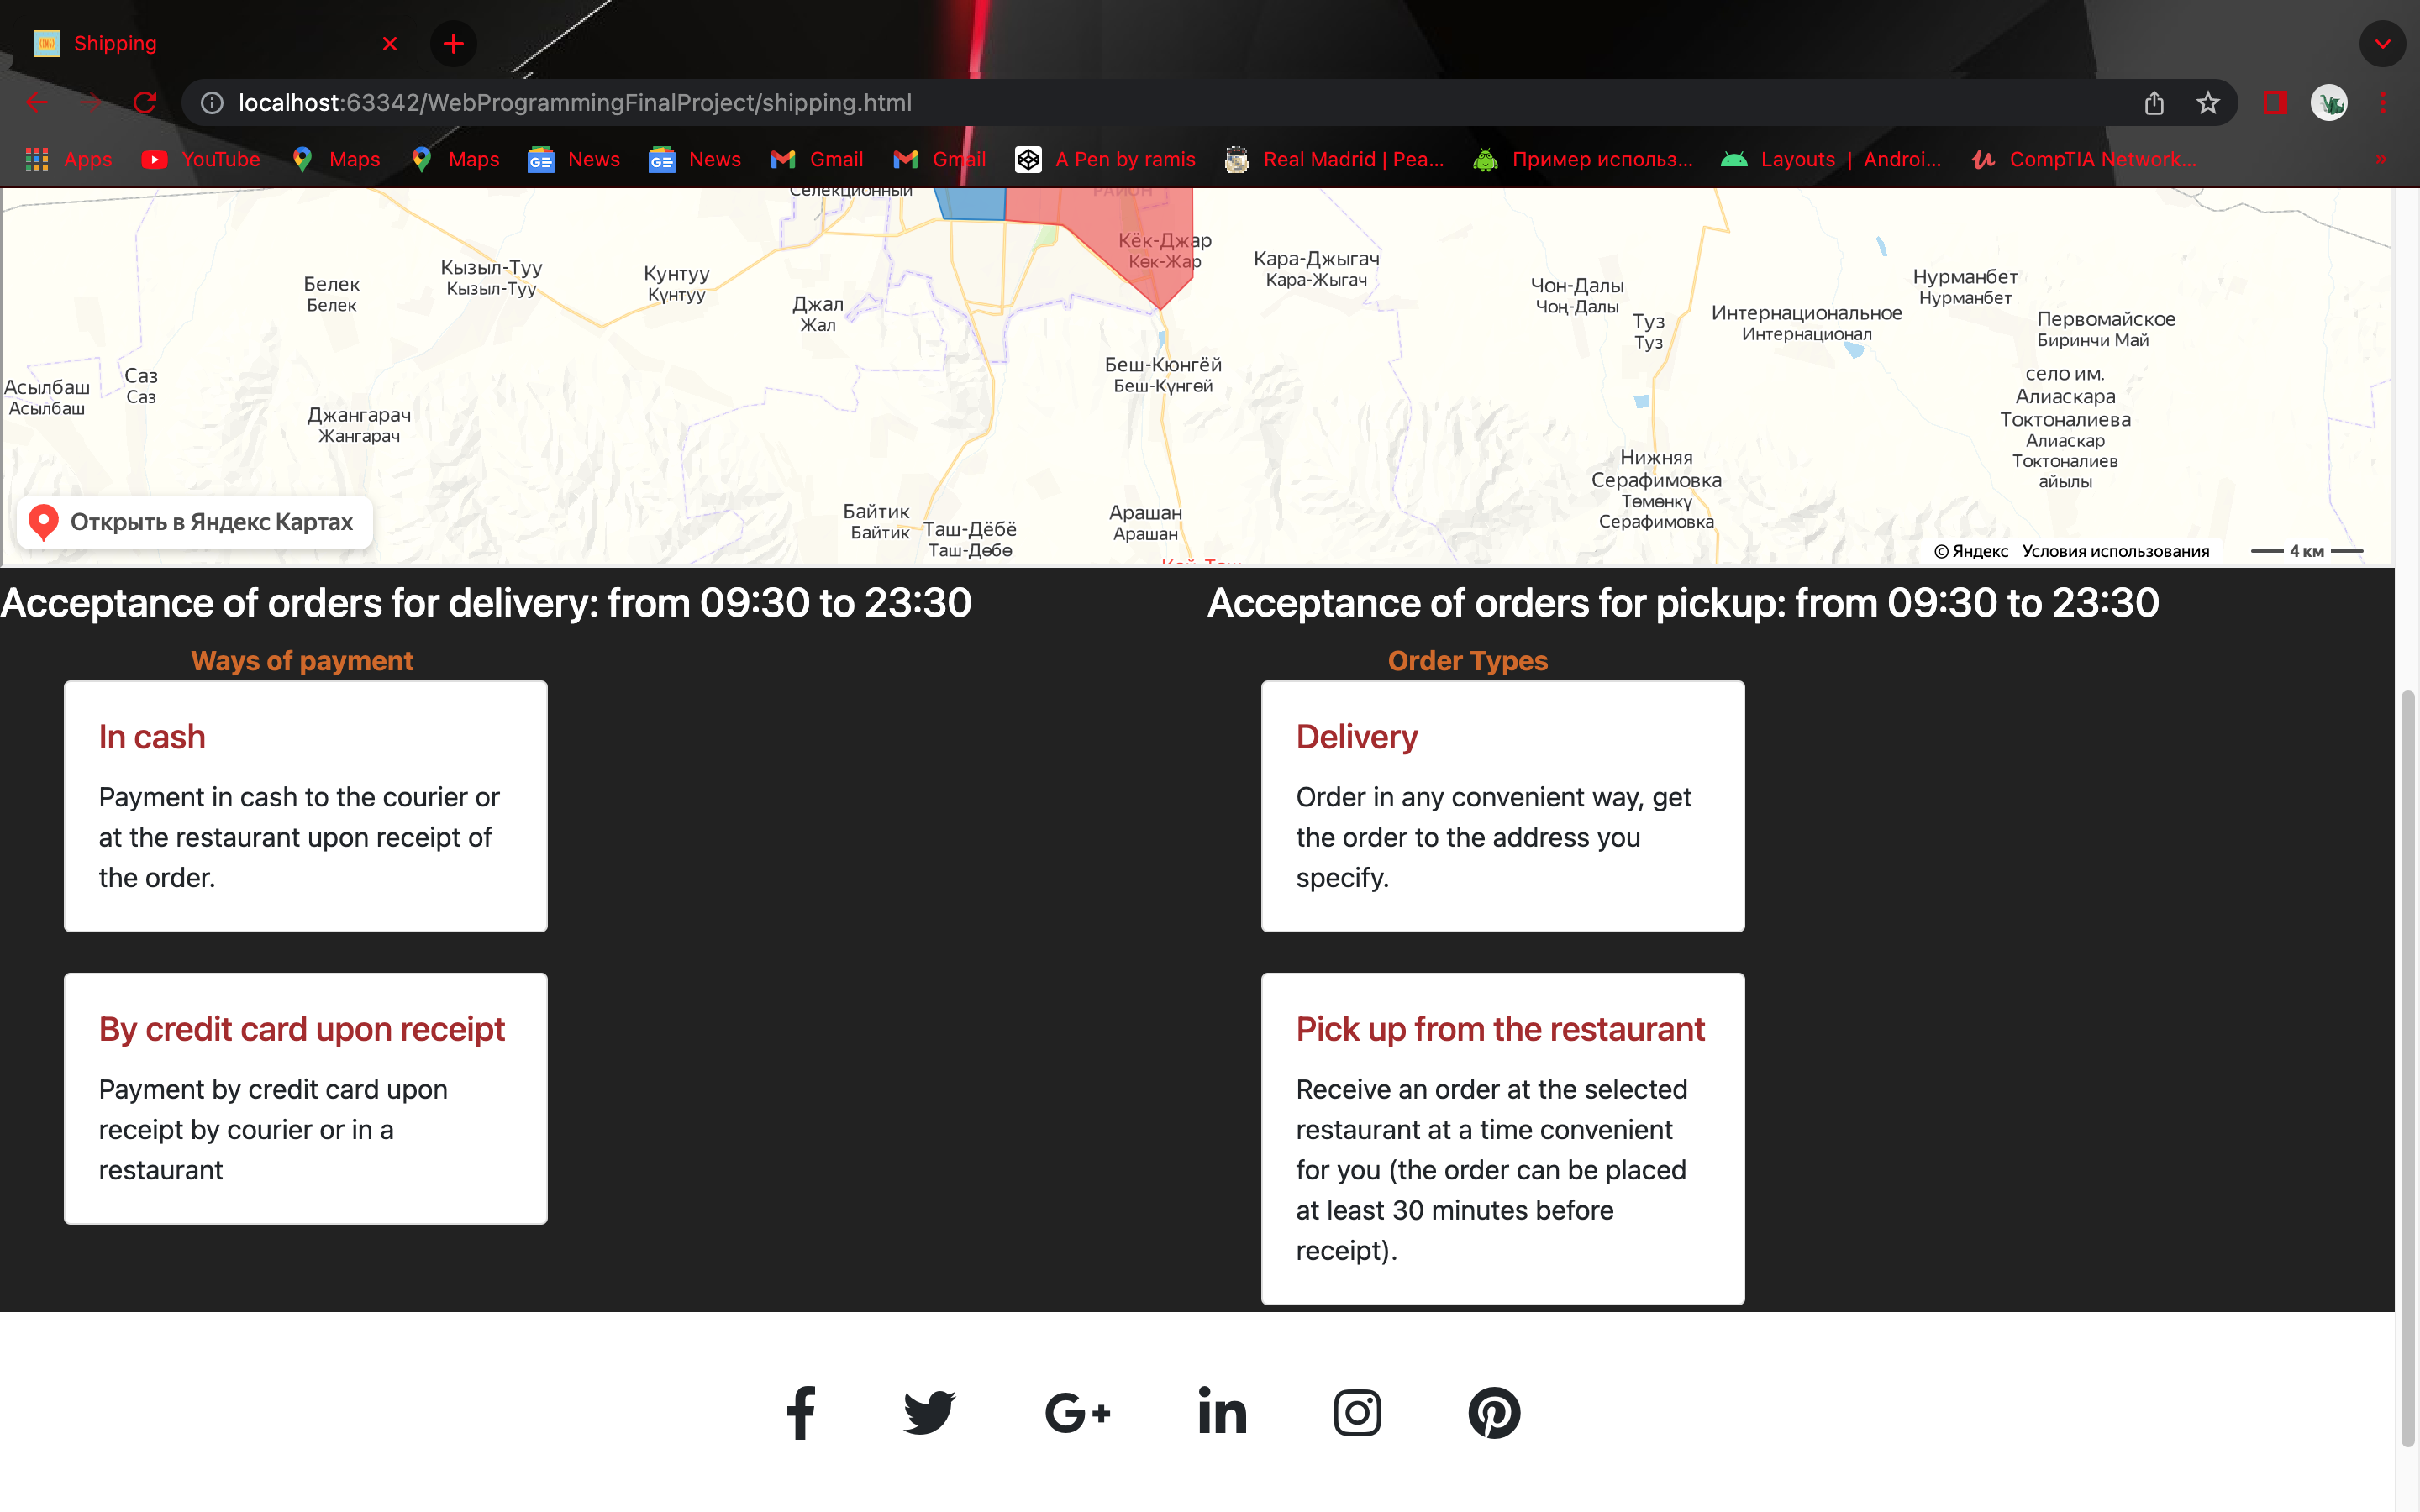 Shipping
localhost:63342/WebProgrammingFinalProject/shipping.html
Apps YouTube Maps Maps News News Gmail Gmail A Pen by ramis Real Madrid | Pea... Пример использ... Layouts | Androi... CompTIA Network... »
Селекционный
РАЙОН
Кёк-Джар
Көк-Жар
Кара-Джыгач
Кара-Жыгач
Кызыл-Туу
Кызыл-Туу
Кунтуу
Күнтуу
Белек
Белек
Джал
Жал
Чон-Далы
Чоң-Далы
Нурманбет
Нурманбет
Туз
Туз
Интернациональное
Интернационал
Первомайское
Биринчи Май
Беш-Кюнгёй
Беш-Күнгөй
Асылбаш
Асылбаш
Саз
Саз
село им.
Алиаскара
Токтоналиева
Алиаскар
Токтоналиев
айылы
Джангарач
Жангарач
Нижняя
Серафимовка
Төмөнкү
Серафимовка
Байтик
Байтик
Таш-Дёбё
Таш-Дөбө
Арашан
Арашан
Кой-Таш
Открыть в Яндекс Картах
© Яндекс Условия использования 4 км
Acceptance of orders for delivery: from 09:30 to 23:30
Ways of payment
In cash
Payment in cash to the courier or
at the restaurant upon receipt of
the order.
By credit card upon receipt
Payment by credit card upon
receipt by courier or in a
restaurant
Acceptance of orders for pickup: from 09:30 to 23:30
Order Types
Delivery
Order in any convenient way, get
the order to the address you
specify.
Pick up from the restaurant
Receive an order at the selected
restaurant at a time convenient
for you (the order can be placed
at least 30 minutes before
receipt).